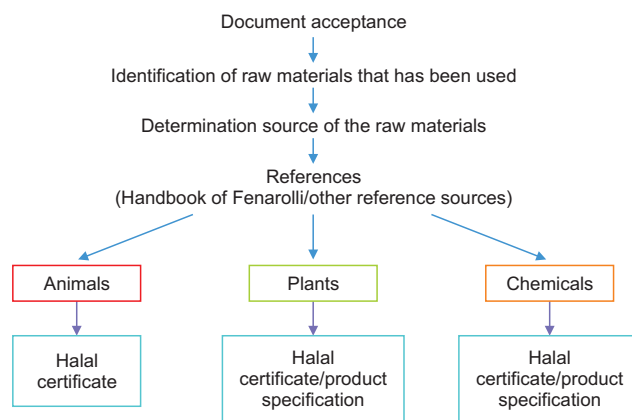 Document acceptance
Identification of raw materials that has been used
Determination source of the raw materials
References
(Handbook of Fenarolli/other reference sources)
Animals
Plants
Chemicals
Halal
certificate
Halal
certificate/product
specification
Halal
certificate/product
specification